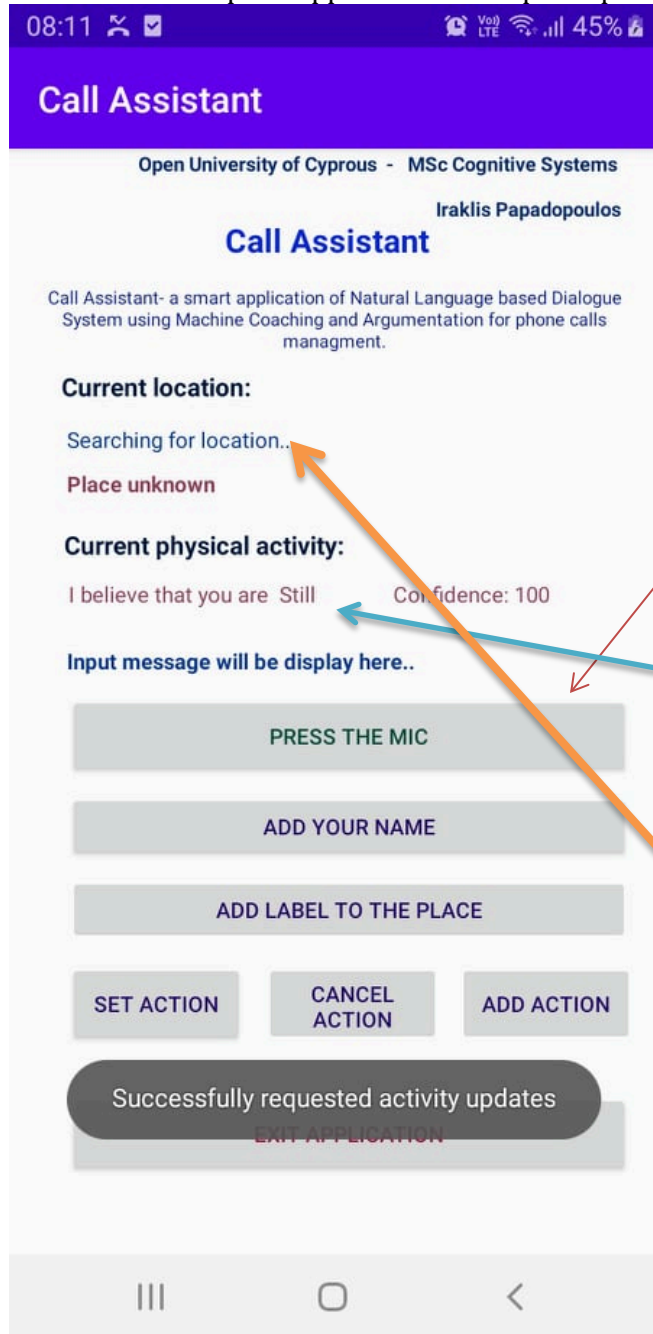 08:11 45%
Call Assistant
Open University of Cyprous - MSc Cognitive Systems
Iraklis Papadopoulos
Call Assistant
Call Assistant- a smart application of Natural Language based Dialogue
System using Machine Coaching and Argumentation for phone calls
managment.
Current location:
Searching for location..
Place unknown
Current physical activity:
I believe that you are Still Confidence: 100
Input message will be display here..
PRESS THE MIC
ADD YOUR NAME
ADD LABEL TO THE PLACE
SET ACTION CANCEL ACTION ADD ACTION
Successfully requested activity updates
EXIT APPLICATION